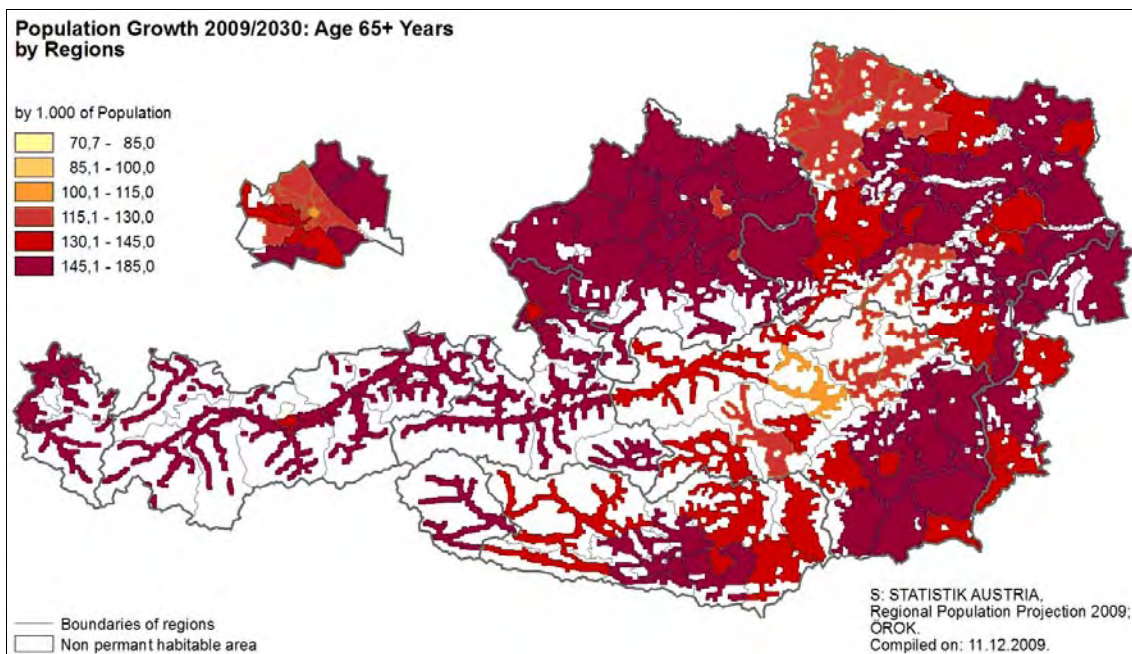 Population Growth 2009/2030: Age 65+ Years
by Regions
by 1.000 of Population
70,7 - 85,0
85,1 - 100,0
100,1 - 115,0
115,1 - 130,0
130,1 - 145,0
145,1 - 185,0
Boundaries of regions
Non permant habitable area
S: STATISTIK AUSTRIA,
Regional Population Projection 2009;
ÖROK.
Compiled on: 11.12.2009.